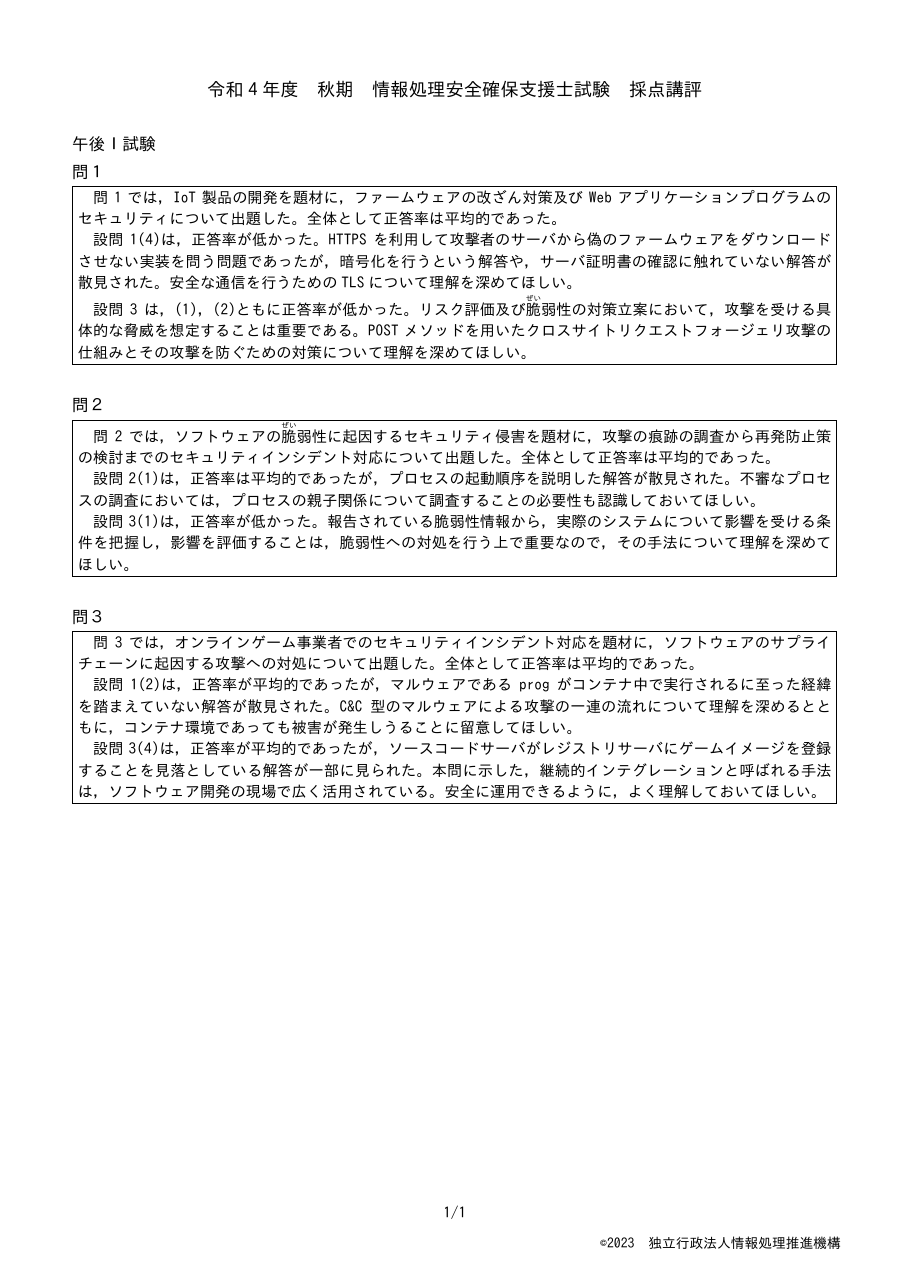 令和４年度　秋期　情報処理安全確保支援士試験　採点講評
午後Ⅰ試験
問１
問 1 では，IoT 製品の開発を題材に，ファームウェアの改ざん対策及び Web アプリケーションプログラムの
セキュリティについて出題した。全体として正答率は平均的であった。
設問 1(4)は，正答率が低かった。HTTPS を利用して攻撃者のサーバから偽のファームウェアをダウンロード
させない実装を問う問題であったが，暗号化を行うという解答や，サーバ証明書の確認に触れていない解答が
散見された。安全な通信を行うための TLS について理解を深めてほしい。
ぜい
設問 3 は，(1)，(2)ともに正答率が低かった。リスク評価及び脆弱性の対策立案において，攻撃を受ける具
体的な脅威を想定することは重要である。POST メソッドを用いたクロスサイトリクエストフォージェリ攻撃の
仕組みとその攻撃を防ぐための対策について理解を深めてほしい。
問２
ぜい
問 2 では，ソフトウェアの脆弱性に起因するセキュリティ侵害を題材に，攻撃の痕跡の調査から再発防止策
の検討までのセキュリティインシデント対応について出題した。全体として正答率は平均的であった。
設問 2(1)は，正答率は平均的であったが，プロセスの起動順序を説明した解答が散見された。不審なプロセ
スの調査においては，プロセスの親子関係について調査することの必要性も認識しておいてほしい。
設問 3(1)は，正答率が低かった。報告されている脆弱性情報から，実際のシステムについて影響を受ける条
件を把握し，影響を評価することは，脆弱性への対処を行う上で重要なので，その手法について理解を深めて
ほしい。
問３
問 3 では，オンラインゲーム事業者でのセキュリティインシデント対応を題材に，ソフトウェアのサプライ
チェーンに起因する攻撃への対処について出題した。全体として正答率は平均的であった。
設問 1(2)は，正答率が平均的であったが，マルウェアである prog がコンテナ中で実行されるに至った経緯
を踏まえていない解答が散見された。C&C 型のマルウェアによる攻撃の一連の流れについて理解を深めるとと
もに，コンテナ環境であっても被害が発生しうることに留意してほしい。
設問 3(4)は，正答率が平均的であったが，ソースコードサーバがレジストリサーバにゲームイメージを登録
することを見落としている解答が一部に見られた。本問に示した，継続的インテグレーションと呼ばれる手法
は，ソフトウェア開発の現場で広く活用されている。安全に運用できるように，よく理解しておいてほしい。
1/1
©2023　独立行政法人情報処理推進機構